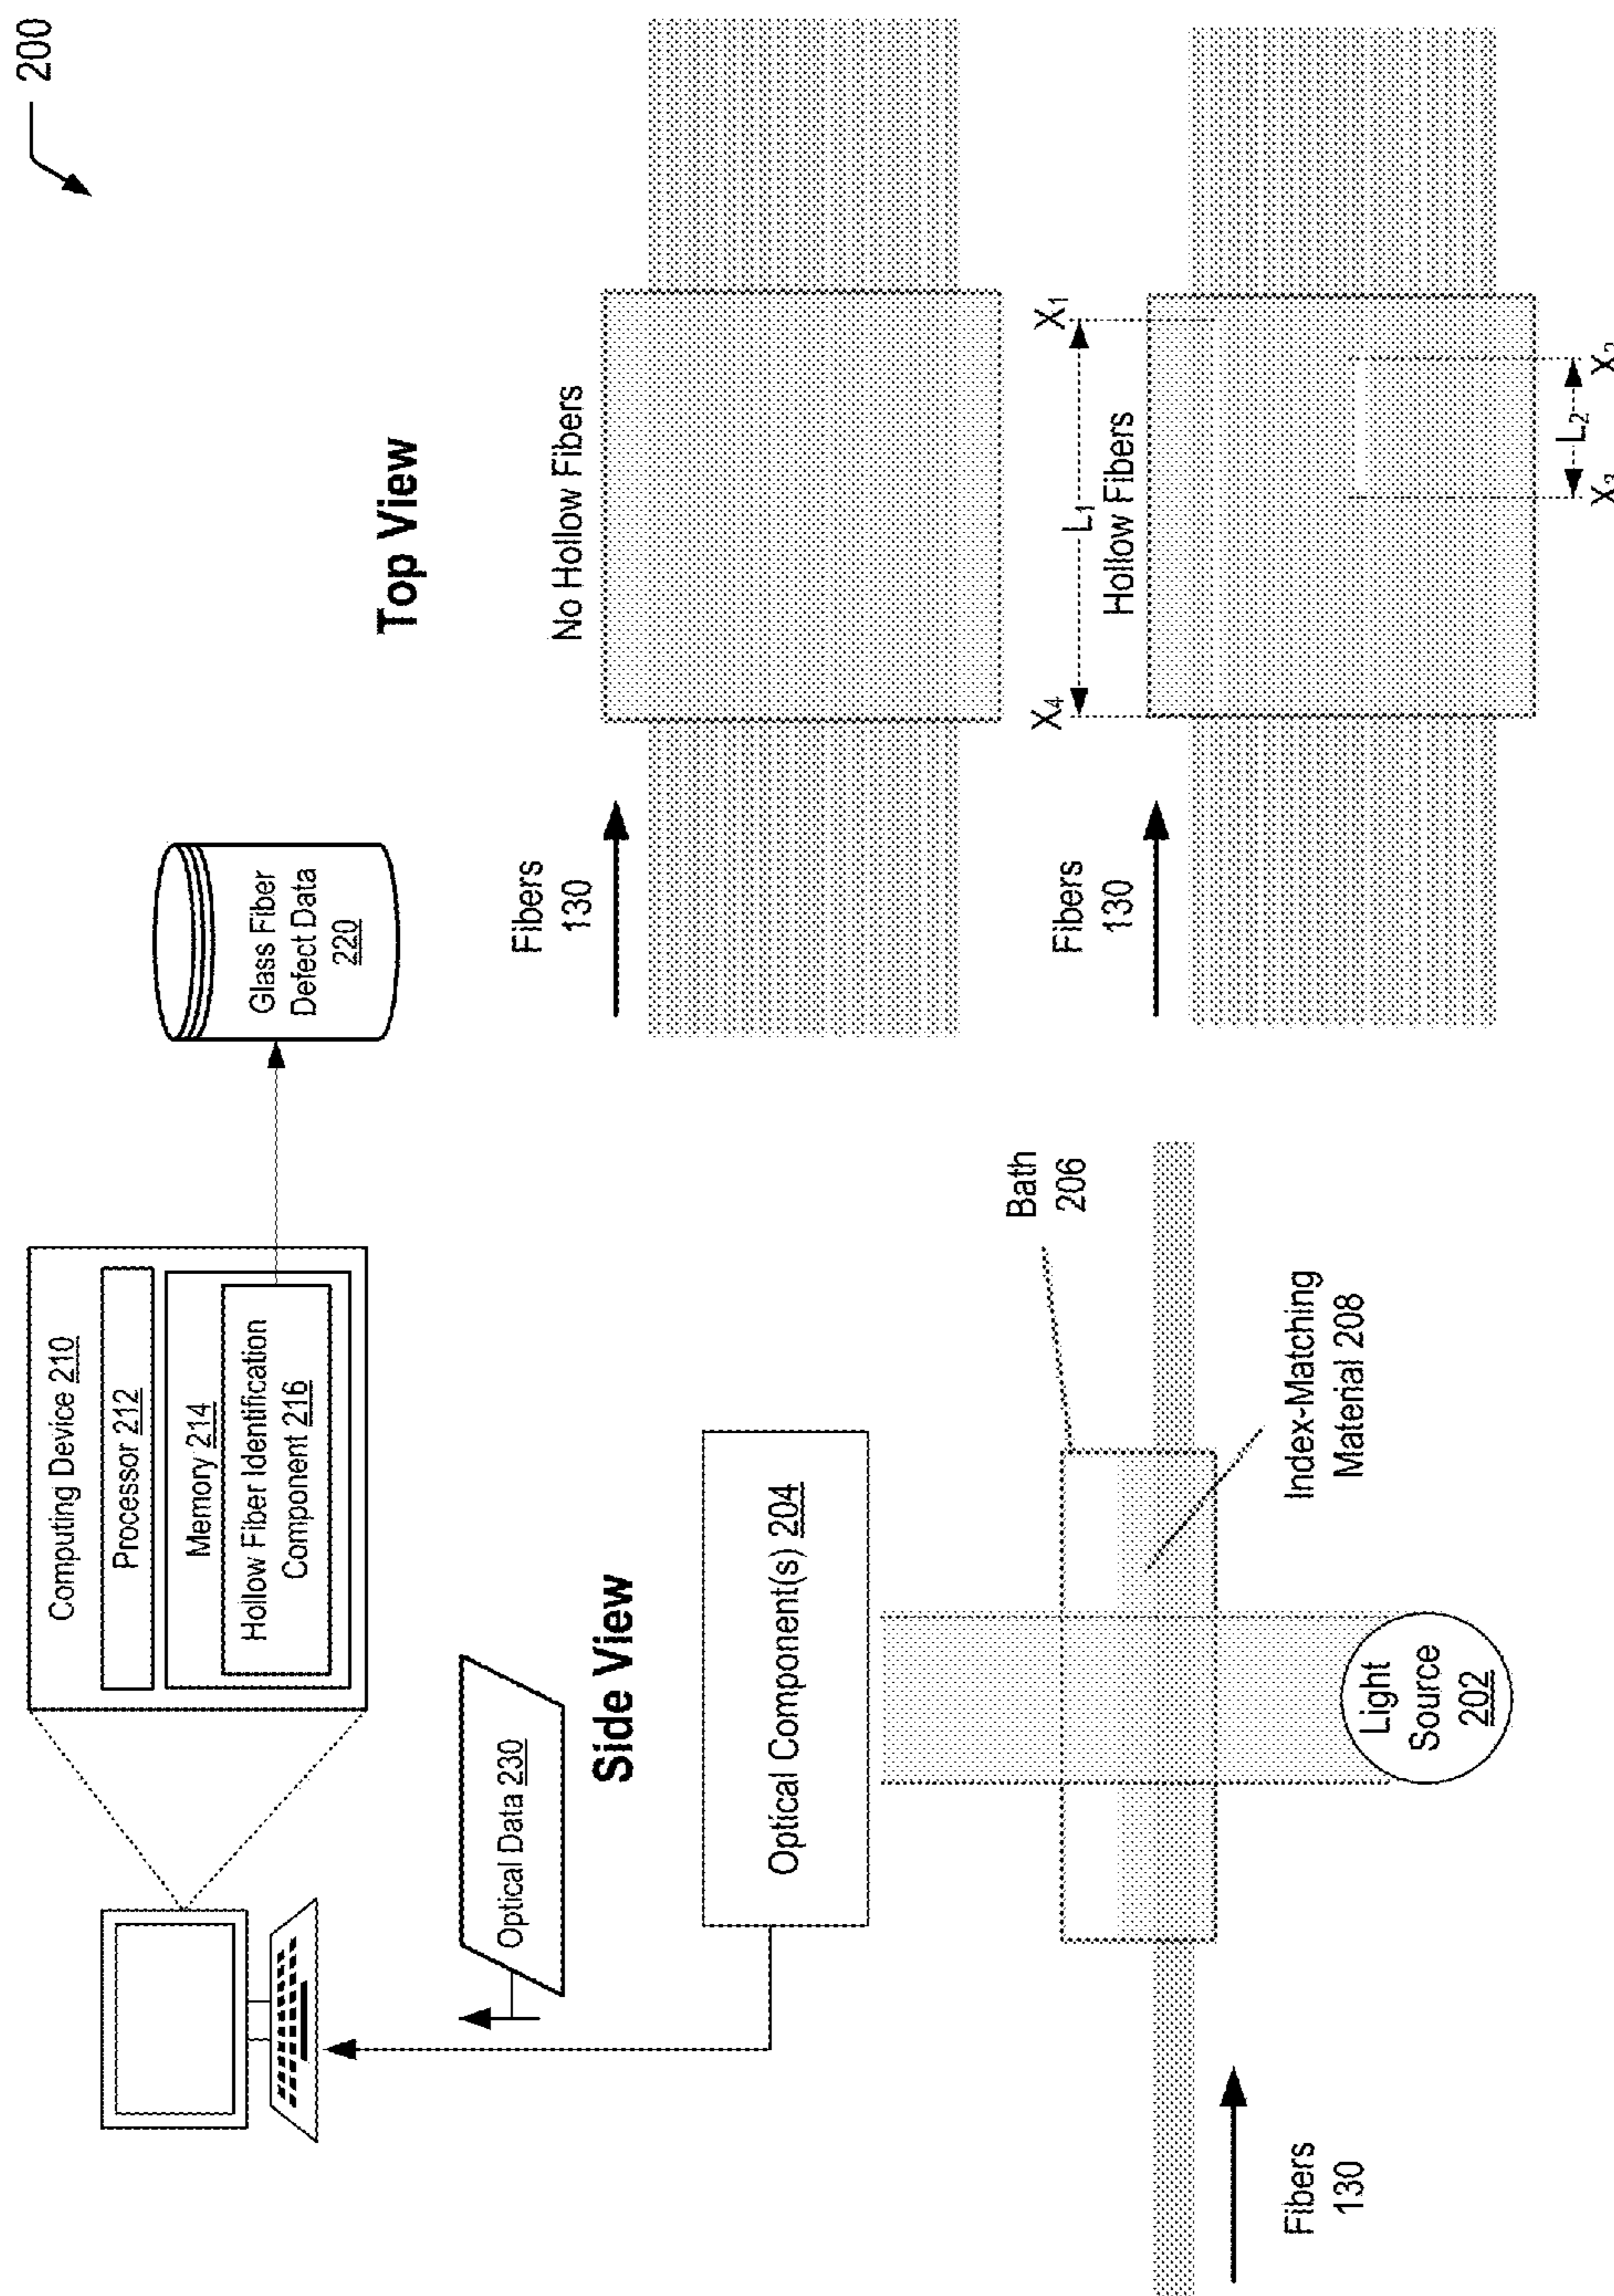 200
Computing Device 210
Processor 212
Memory 214
Hollow Fiber Identification
Component 216
Glass Fiber
Defect Data
220
Optical Data 230
Side View
Optical Component(s) 204
Bath
206
Index-Matching
Material 208
Light
Source
202
Fibers
130
Top View
No Hollow Fibers
Fibers
130
X4
L1
X1
Hollow Fibers
Fibers
130
L2
X3
X2